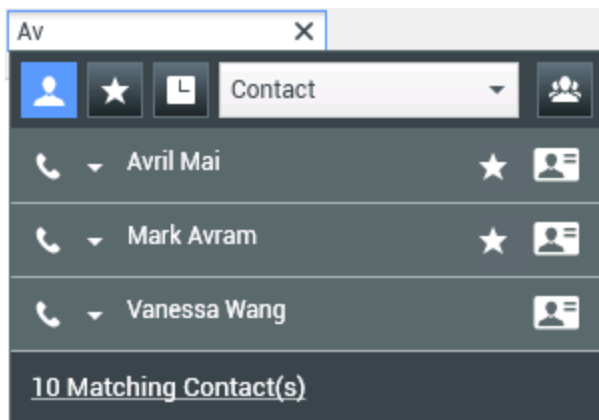 Av
Contact
Avril Mai
Mark Avram
Vanessa Wang
10 Matching Contact(s)